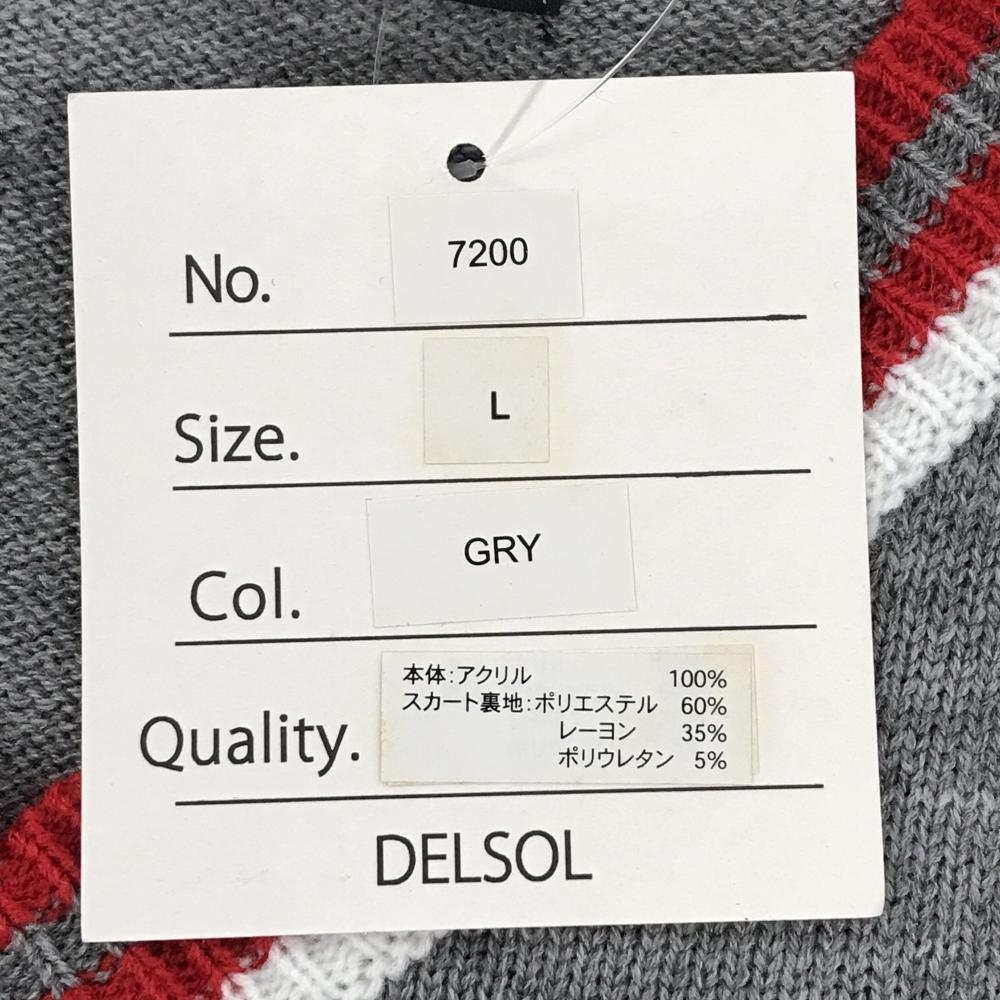 No. 7200
Size. L
Col. GRY
Quality.
本体:アクリル 100%
スカート裏地:ポリエステル 60%
レーヨン 35%
ポリウレタン 5%
DELSOL